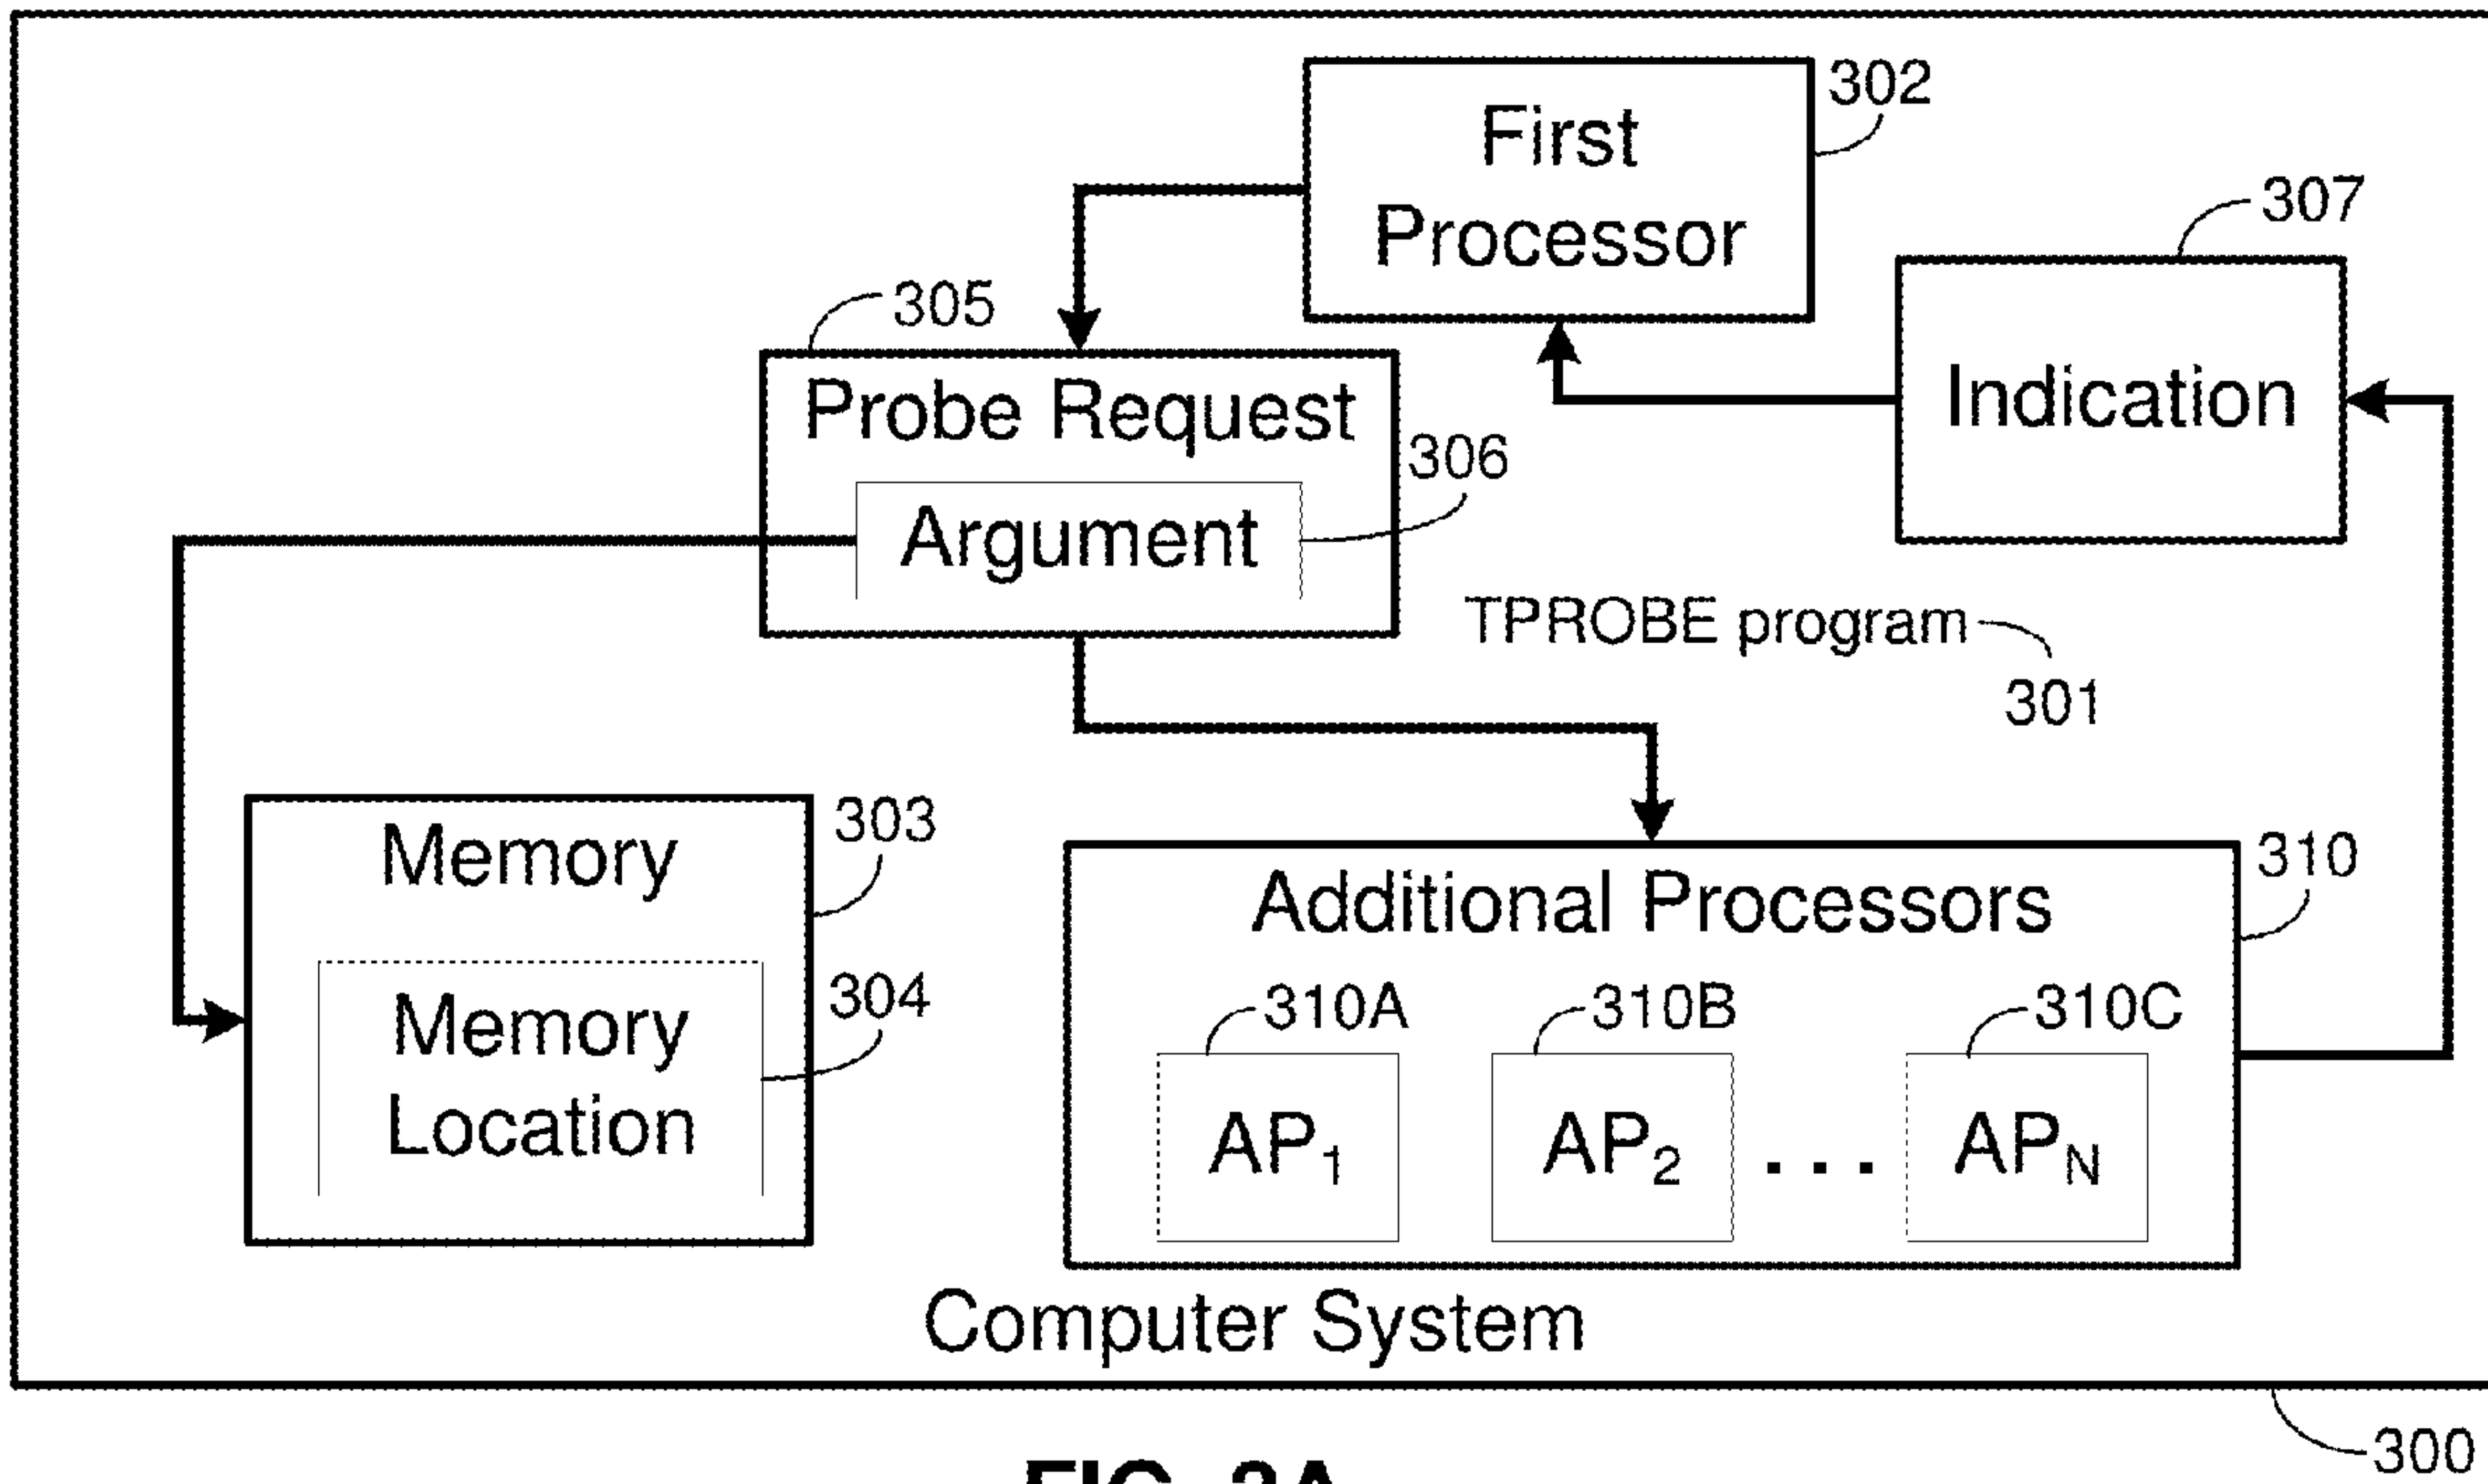 302
First
Processor
307
305
Probe Request
Indication
306
Argument
TPROBE program
301
Memory
303
310
Additional Processors
Memory
Location
304
310A
310B
310C
AP₁
AP₂
. . .
APN
Computer System
300